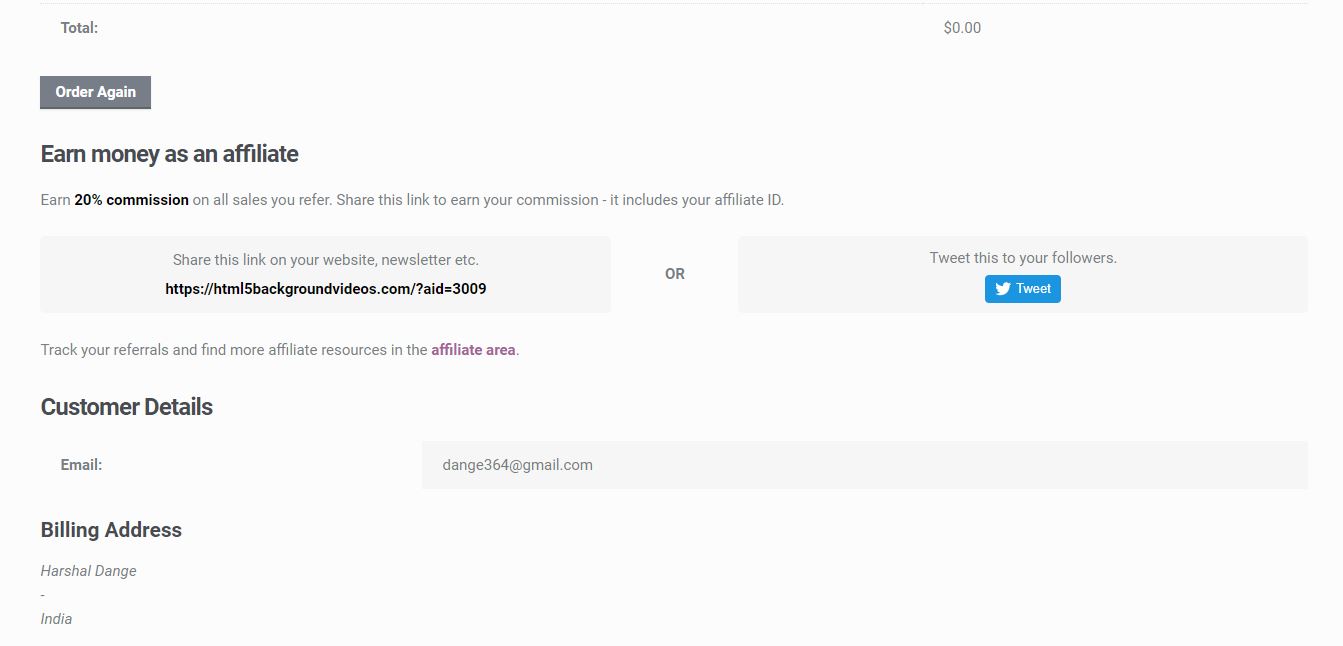 Total: $0.00
Order Again
Earn money as an affiliate
Earn 20% commission on all sales you refer. Share this link to earn your commission - it includes your affiliate ID.
Share this link on your website, newsletter etc.
https://html5backgroundvideos.com/?aid=3009
OR
Tweet this to your followers.
Tweet
Track your referrals and find more affiliate resources in the affiliate area.
Customer Details
Email: dange364@gmail.com
Billing Address
Harshal Dange
-
India